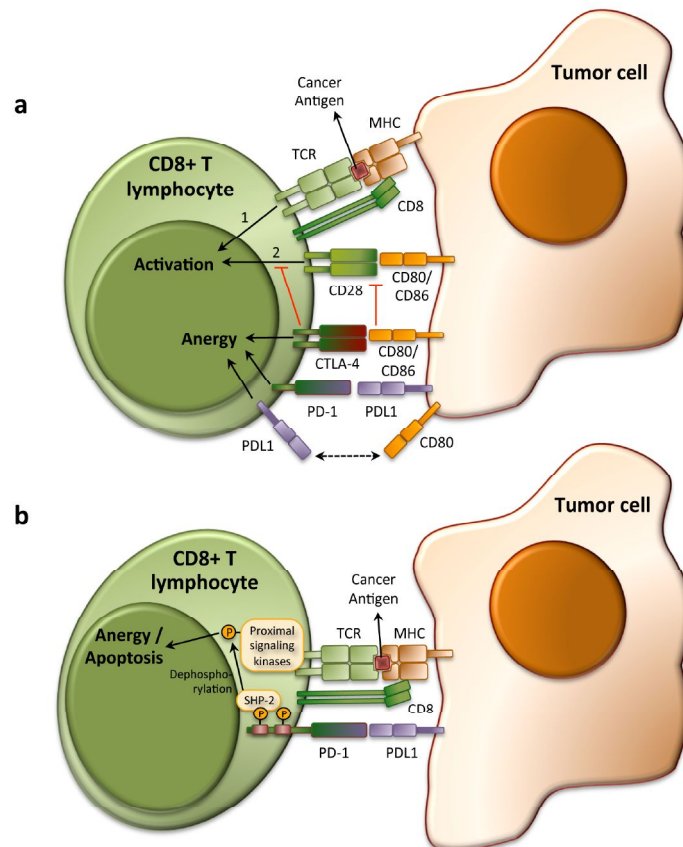 a
Tumor cell
Cancer
Antigen
MHC
TCR
CD8+ T
lymphocyte
CD8
1
Activation
2
CD28
CD80/
CD86
Anergy
CTLA-4
CD80/
CD86
PD-1
PDL1
PDL1
CD80
b
Tumor cell
CD8+ T
lymphocyte
Cancer
Antigen
TCR
MHC
Anergy /
Apoptosis
P
Proximal
signaling
kinases
Dephospho-
rylation
SHP-2
P
P
CD8
PD-1
PDL1